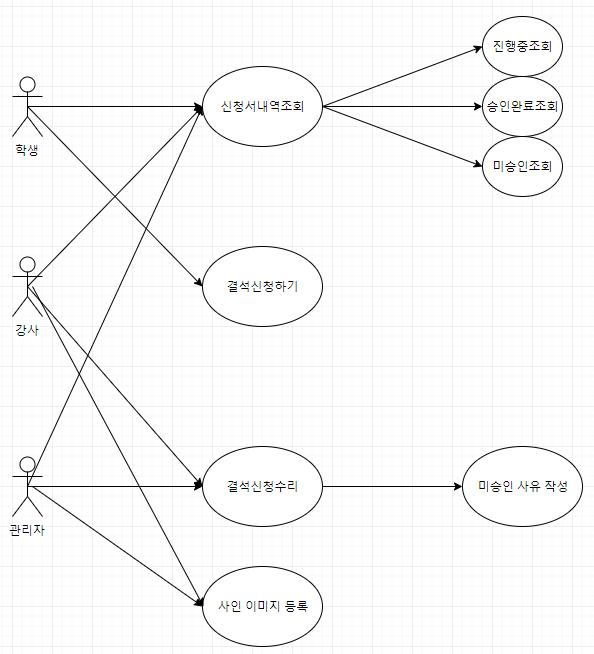 진행중조회
신청서내역조회
승인완료조회
학생
미승인조회
결석신청하기
강사
결석신청수리
미승인 사유 작성
관리자
사인 이미지 등록